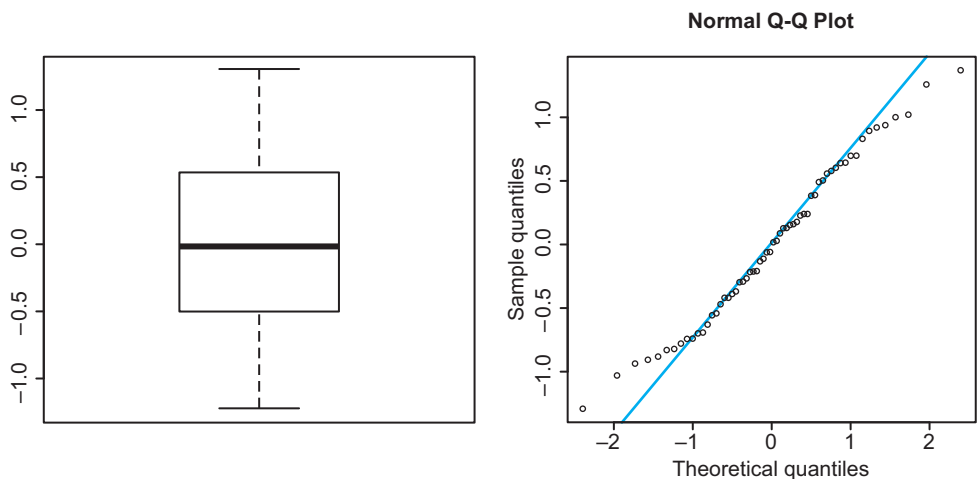 1.0
0.5
0.0
–0.5
–1.0
Normal Q-Q Plot
Sample quantiles
1.0
0.5
0.0
–0.5
–1.0
–2 –1 0 1 2
Theoretical quantiles